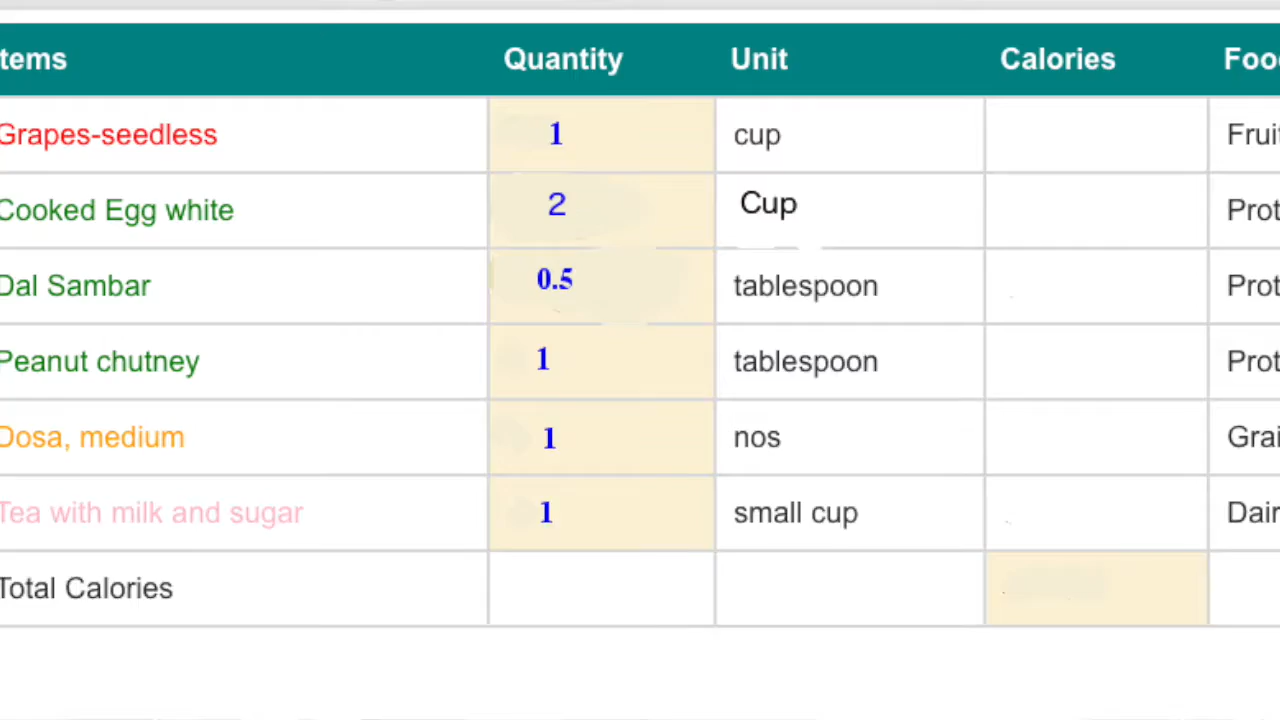 tems Quantity Unit Calories Foo
Grapes-seedless 1 cup Frui
Cooked Egg white 2 Cup Prot
Dal Sambar 0.5 tablespoon Prot
Peanut chutney 1 tablespoon Prot
Dosa, medium 1 nos Grai
Tea with milk and sugar 1 small cup Dair
Total Calories